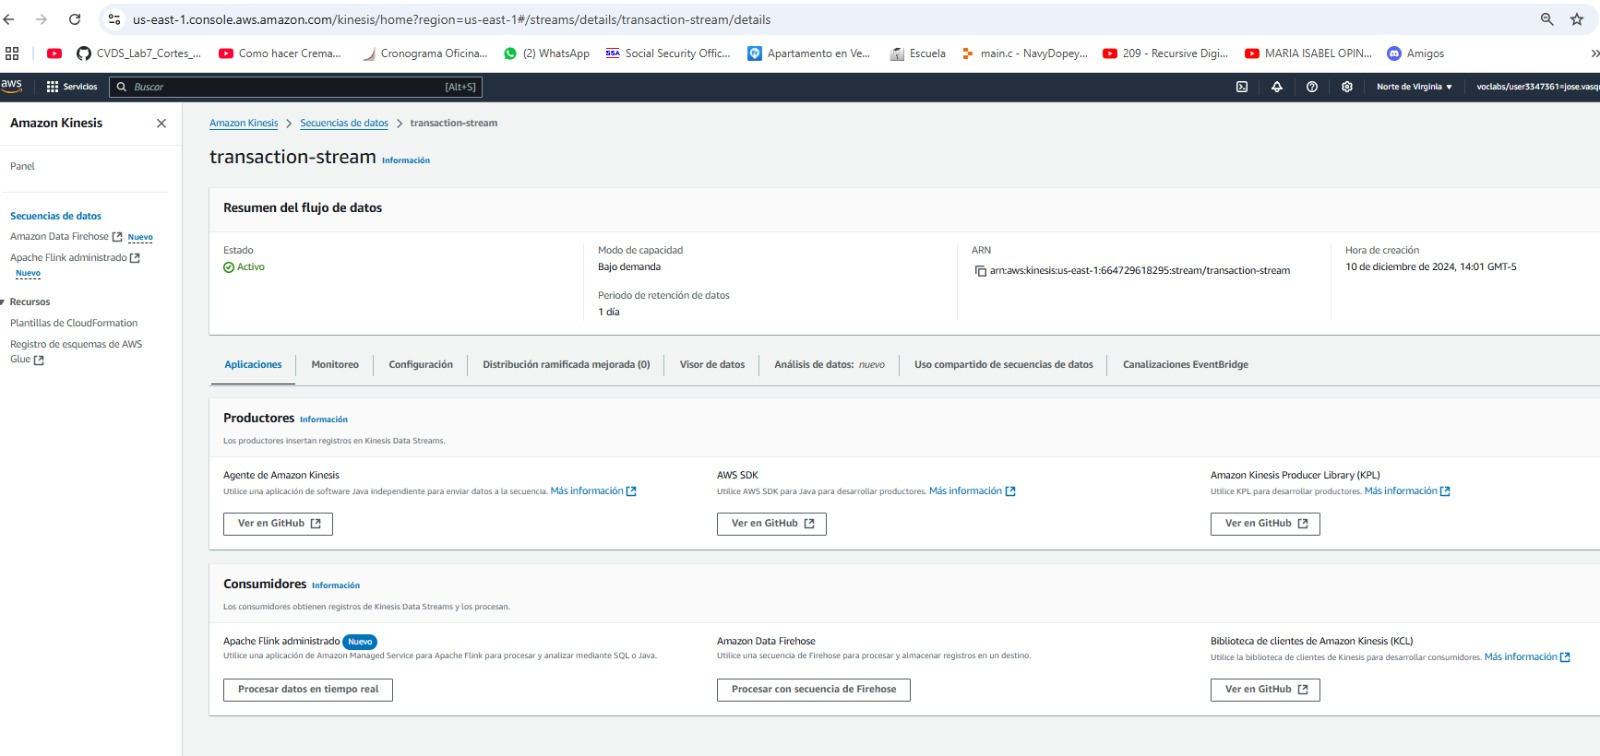 us-east-1.console.aws.amazon.com/kinesis/home?region=us-east-1#/streams/details/transaction-stream/details
CVDS_Lab7_Cortes_... Como hacer Crema... Cronograma Oficina... (2) WhatsApp SSA Social Security Offic... Apartamento en Ve... Escuela main.c - NavyDopey... 209 - Recursive Digi... MARIA ISABEL OPIN... Amigos »
aws Servicios Buscar [Alt+S] Norte de Virginia voclabs/user3347361=jose.vasq
Amazon Kinesis
Panel
Secuencias de datos
Amazon Data Firehose Nuevo
Apache Flink administrado
Nuevo
Recursos
Plantillas de CloudFormation
Registro de esquemas de AWS
Glue
Amazon Kinesis > Secuencias de datos > transaction-stream
transaction-stream Información
Resumen del flujo de datos
Estado
Activo
Modo de capacidad
Bajo demanda
Periodo de retención de datos
1 día
ARN
arn:aws:kinesis:us-east-1:664729618295:stream/transaction-stream
Hora de creación
10 de diciembre de 2024, 14:01 GMT-5
Aplicaciones Monitoreo Configuración Distribución ramificada mejorada (0) Visor de datos Análisis de datos: nuevo Uso compartido de secuencias de datos Canalizaciones EventBridge
Productores Información
Los productores insertan registros en Kinesis Data Streams.
Agente de Amazon Kinesis
Utilice una aplicación de software Java independiente para enviar datos a la secuencia. Más información
Ver en GitHub
AWS SDK
Utilice AWS SDK para Java para desarrollar productores. Más información
Ver en GitHub
Amazon Kinesis Producer Library (KPL)
Utilice KPL para desarrollar productores. Más información
Ver en GitHub
Consumidores Información
Los consumidores obtienen registros de Kinesis Data Streams y los procesan.
Apache Flink administrado Nuevo
Utilice una aplicación de Amazon Managed Service para Apache Flink para procesar y analizar mediante SQL o Java.
Procesar datos en tiempo real
Amazon Data Firehose
Utilice una secuencia de Firehose para procesar y almacenar registros en un destino.
Procesar con secuencia de Firehose
Biblioteca de clientes de Amazon Kinesis (KCL)
Utilice la biblioteca de clientes de Kinesis para desarrollar consumidores. Más información
Ver en GitHub